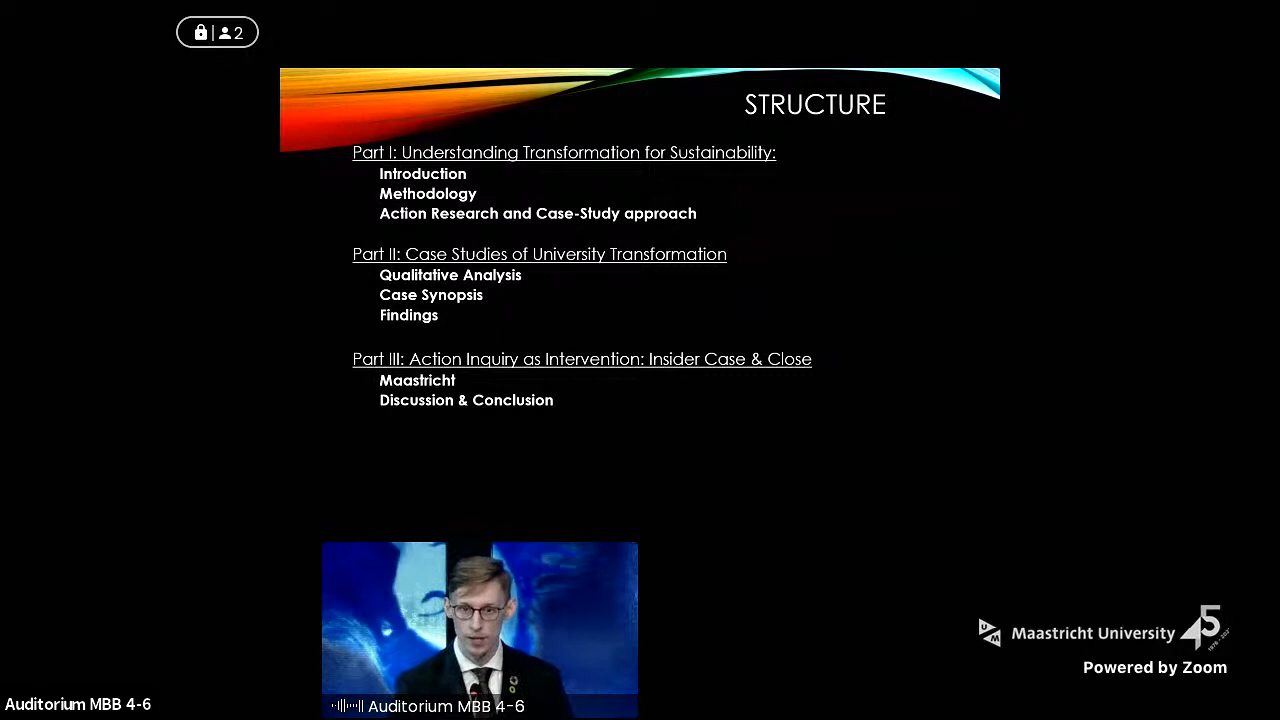 2
STRUCTURE
Part I: Understanding Transformation for Sustainability:
Introduction
Methodology
Action Research and Case-Study approach
Part II: Case Studies of University Transformation
Qualitative Analysis
Case Synopsis
Findings
Part III: Action Inquiry as Intervention: Insider Case & Close
Maastricht
Discussion & Conclusion
UM Maastricht University 45
Powered by Zoom
Auditorium MBB 4-6
Auditorium MBB 4-6